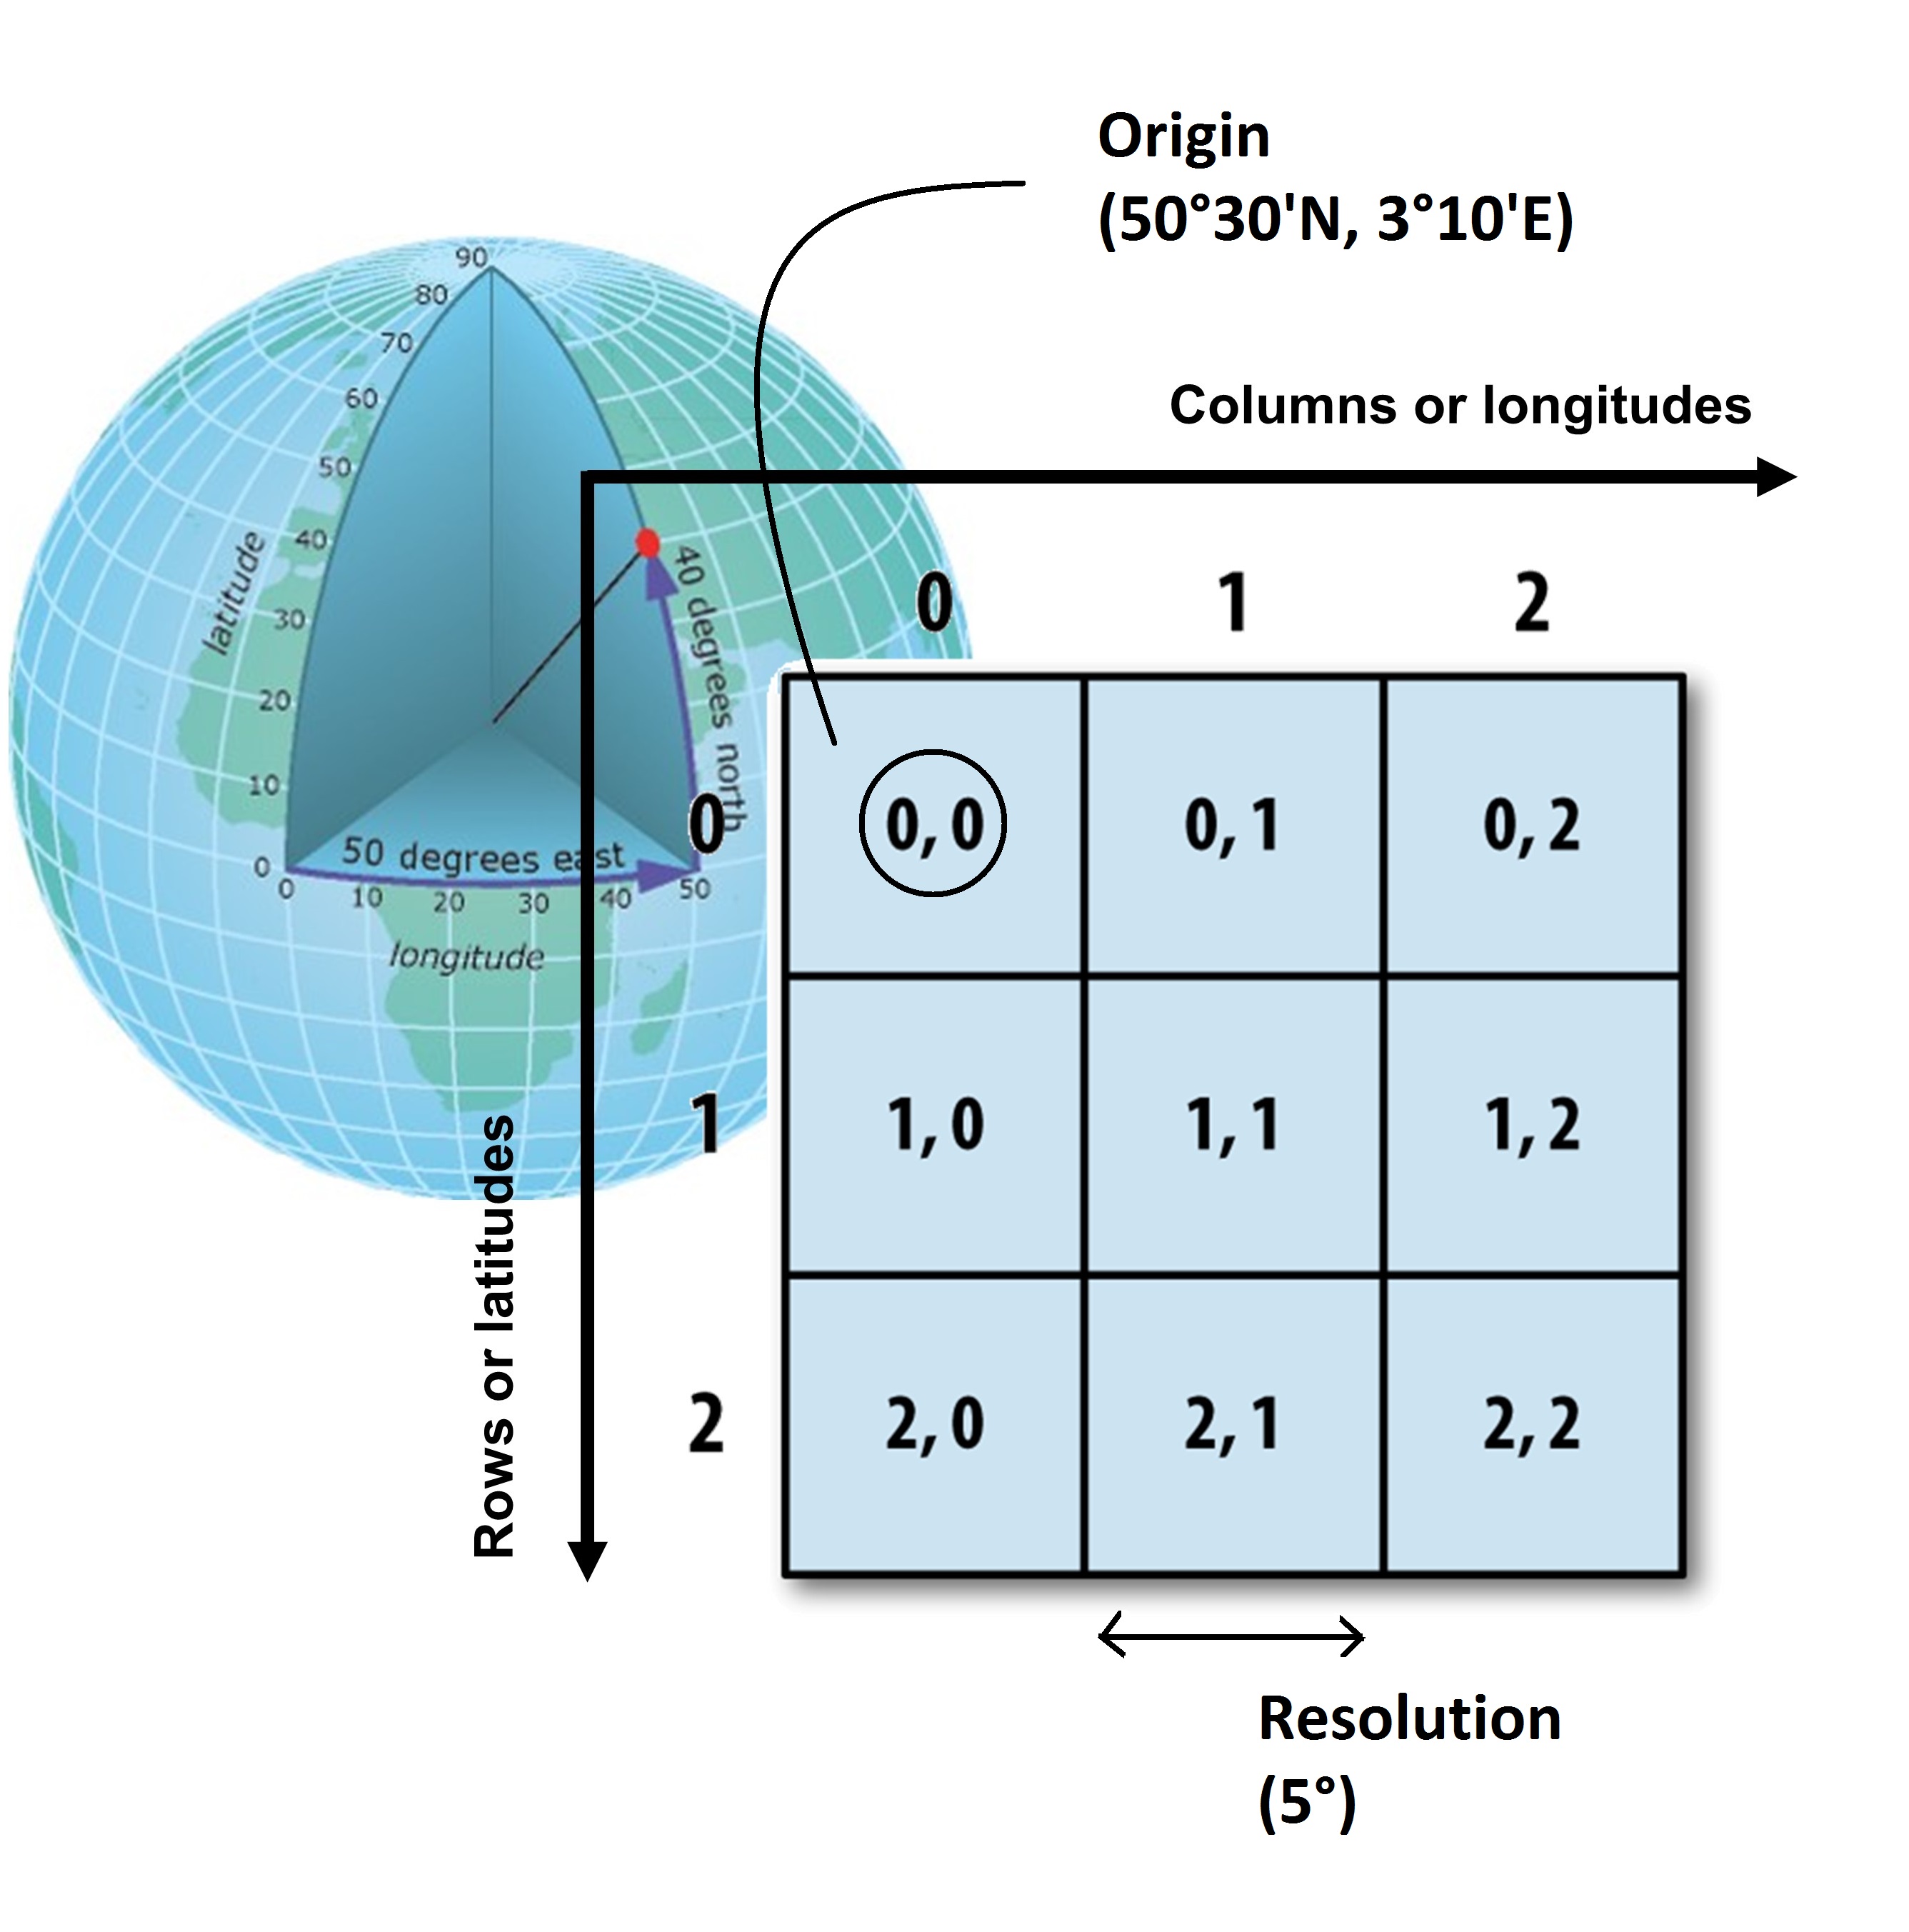 Origin
(50°30'N, 3°10'E)
Columns or longitudes
90
80
70
60
50
40
30
20
10
0
latitude
40 degrees north
50 degrees east
0 10 20 30 40 50
longitude
Rows or latitudes
0 1 2
0 0,0 0,1 0,2
1 1,0 1,1 1,2
2 2,0 2,1 2,2
Resolution
(5°)